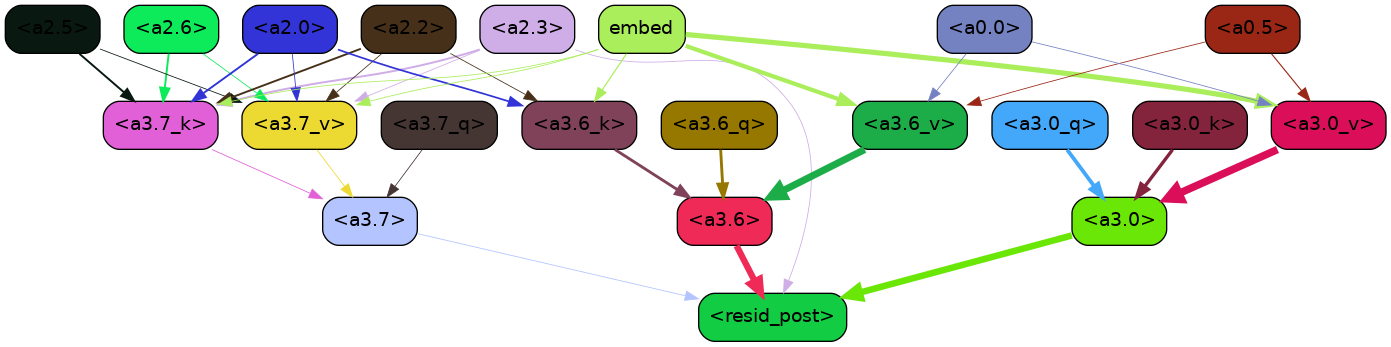 <a2.5> <a2.6> <a2.0> <a2.2> <a2.3> embed <a0.0> <a0.5>
<a3.7_k> <a3.7_v> <a3.7_q> <a3.6_k> <a3.6_q> <a3.6_v> <a3.0_q> <a3.0_k> <a3.0_v>
<a3.7> <a3.6> <a3.0>
<resid_post>